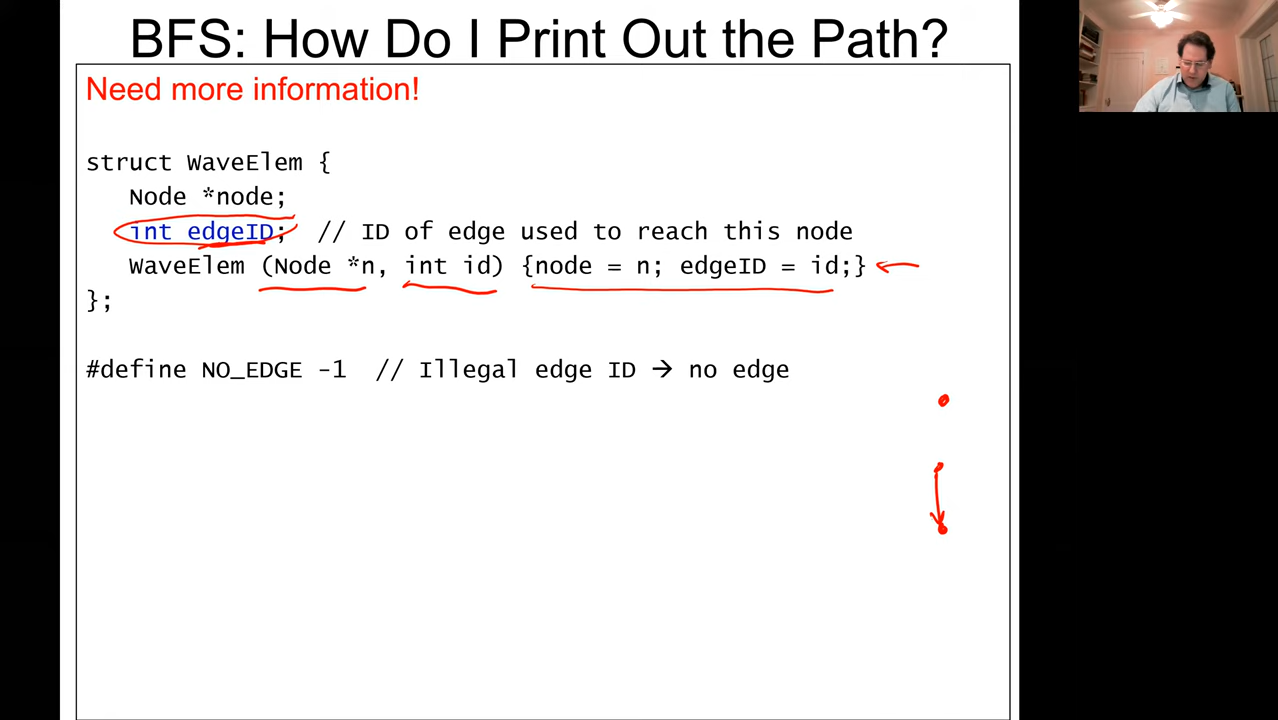 BFS: How Do I Print Out the Path?
Need more information!
struct WaveElem {
Node *node;
int edgeID; // ID of edge used to reach this node
WaveElem (Node *n, int id) {node = n; edgeID = id;}
};
#define NO_EDGE -1 // Illegal edge ID → no edge